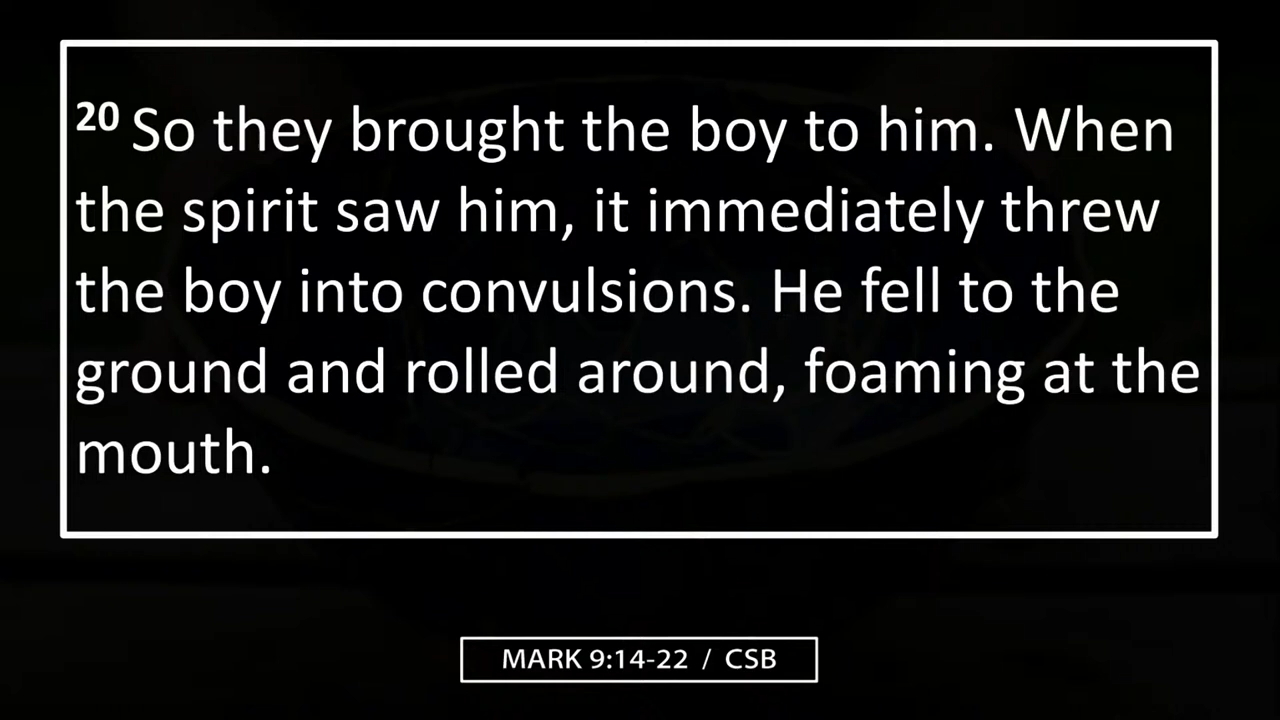 20 So they brought the boy to him. When
the spirit saw him, it immediately threw
the boy into convulsions. He fell to the
ground and rolled around, foaming at the
mouth.
MARK 9:14-22 / CSB